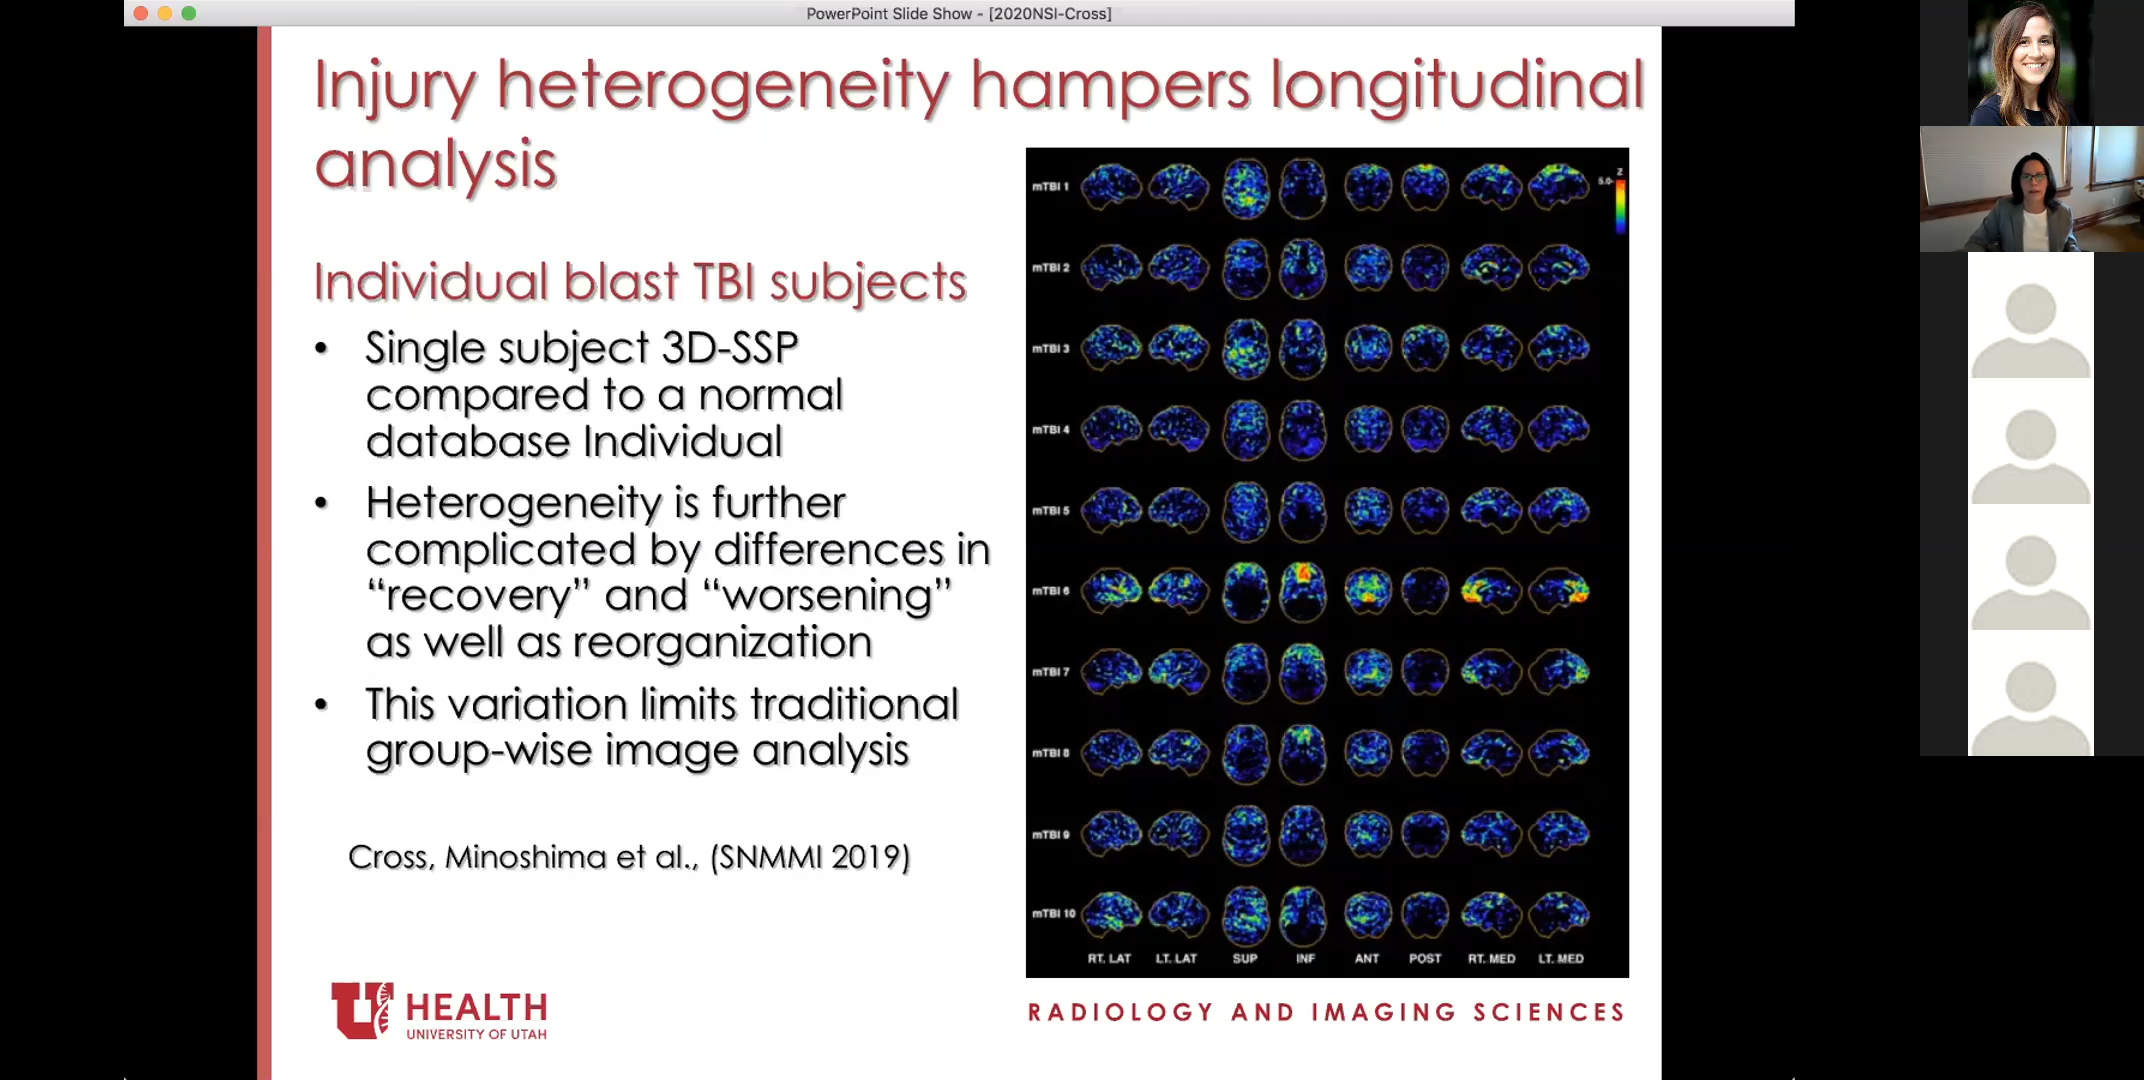 PowerPoint Slide Show - [2020NSI-Cross]
Injury heterogeneity hampers longitudinal
analysis
Individual blast TBI subjects
• Single subject 3D-SSP
compared to a normal
database Individual
• Heterogeneity is further
complicated by differences in
“recovery” and “worsening”
as well as reorganization
• This variation limits traditional
group-wise image analysis
Cross, Minoshima et al., (SNMMI 2019)
Z
5.0
mTBI 1
mTBI 2
mTBI 3
mTBI 4
mTBI 5
mTBI 6
mTBI 7
mTBI 8
mTBI 9
mTBI 10
RT. LAT LT. LAT SUP INF ANT POST RT. MED LT. MED
U HEALTH
UNIVERSITY OF UTAH
RADIOLOGY AND IMAGING SCIENCES